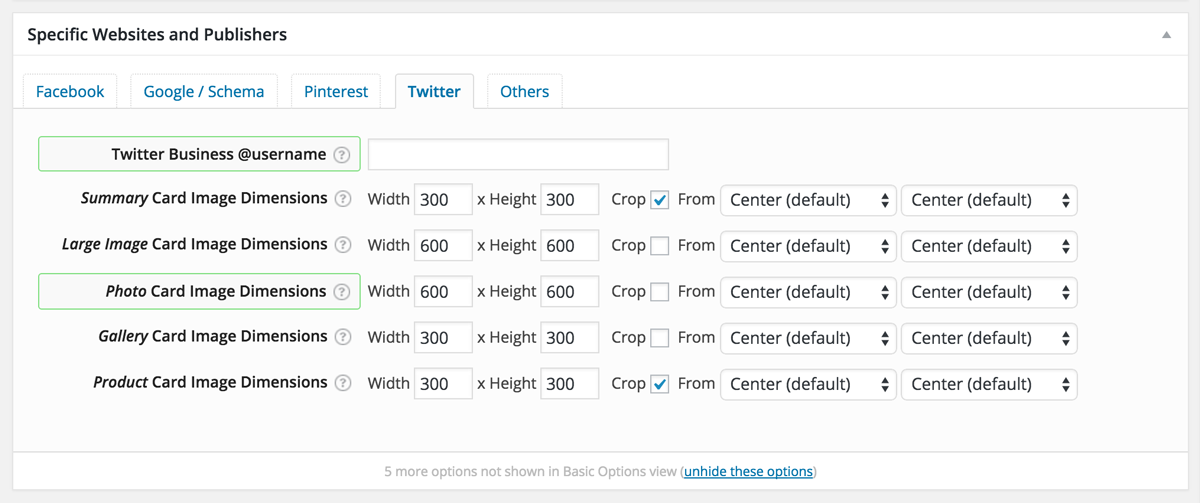 Specific Websites and Publishers
Facebook Google / Schema Pinterest Twitter Others
Twitter Business @username ?
Summary Card Image Dimensions ? Width 300 x Height 300 Crop From Center (default) Center (default)
Large Image Card Image Dimensions ? Width 600 x Height 600 Crop From Center (default) Center (default)
Photo Card Image Dimensions ? Width 600 x Height 600 Crop From Center (default) Center (default)
Gallery Card Image Dimensions ? Width 300 x Height 300 Crop From Center (default) Center (default)
Product Card Image Dimensions ? Width 300 x Height 300 Crop From Center (default) Center (default)
5 more options not shown in Basic Options view (unhide these options)